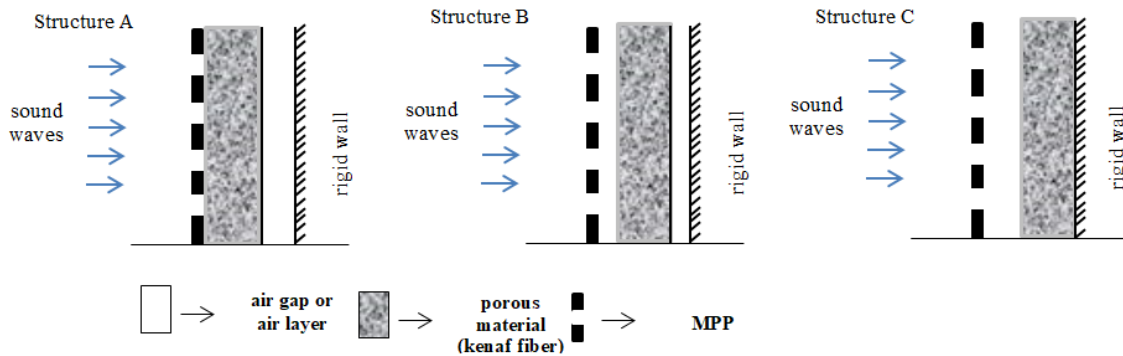 Structure A
sound
waves
rigid wall
Structure B
sound
waves
rigid wall
Structure C
sound
waves
rigid wall
air gap or
air layer
porous
material
(kenaf fiber)
MPP